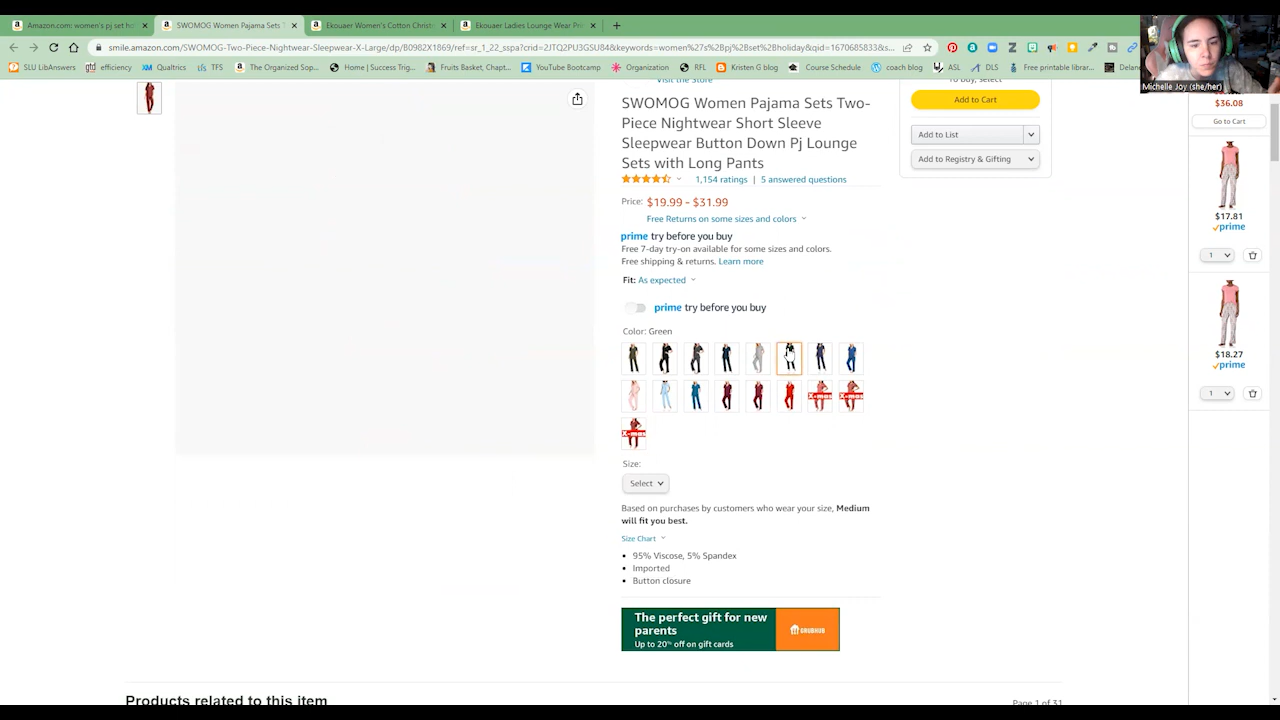 Amazon.com: women's pj set ho
SWOMOG Women Pajama Sets T
Ekouaer Women's Cotton Christ
Ekouaer Ladies Lounge Wear Pri
smile.amazon.com/SWOMOG-Two-Piece-Nightwear-Sleepwear-X-Large/dp/B0982X1869/ref=sr_1_22_sspa?crid=2JTQ2PU3GSU84&keywords=women%27s%2Bpj%2Bset%2Bholiday&qid=1670685833&s...
SLU LibAnswers
efficiency
Qualtrics
TFS
The Organized Sop...
Home | Success Trig...
Fruits Basket, Chapt...
YouTube Bootcamp
Organization
RFL
Kristen G blog
Course Schedule
coach blog
ASL
DLS
Free printable librar...
Delane
Michelle Joy (she/her)
Visit the Store
SWOMOG Women Pajama Sets Two-
Piece Nightwear Short Sleeve
Sleepwear Button Down Pj Lounge
Sets with Long Pants
1,154 ratings | 5 answered questions
Price: $19.99 - $31.99
Free Returns on some sizes and colors
prime try before you buy
Free 7-day try-on available for some sizes and colors.
Free shipping & returns. Learn more
Fit: As expected
prime try before you buy
Color: Green
X-mas
X-mas
X-mas
Size:
Select
Based on purchases by customers who wear your size, Medium
will fit you best.
Size Chart
95% Viscose, 5% Spandex
Imported
Button closure
The perfect gift for new
parents
Up to 20% off on gift cards
GRUBHUB
Products related to this item
Page 1 of 31
To buy, select
Add to Cart
Add to List
Add to Registry & Gifting
$36.08
Go to Cart
$17.81
prime
1
$18.27
prime
1